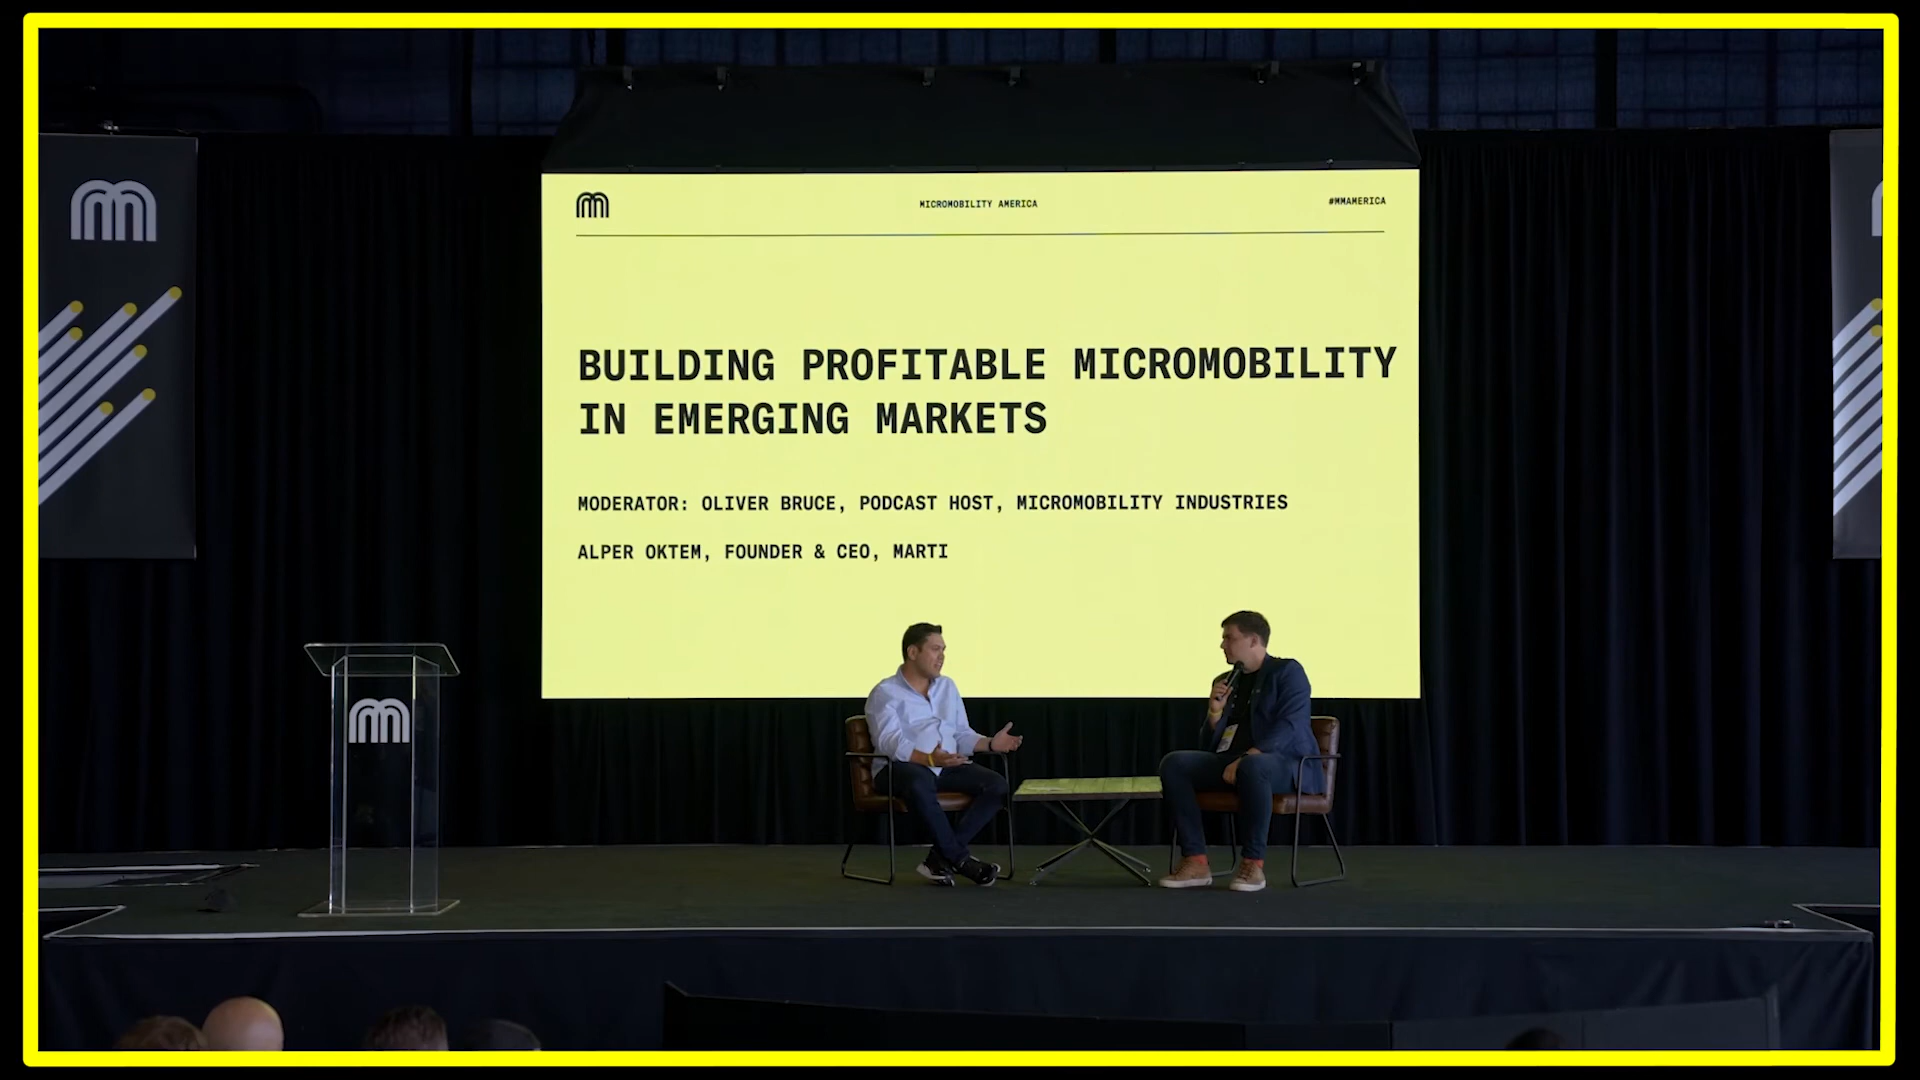 MICROMOBILITY AMERICA
#MMAMERICA
BUILDING PROFITABLE MICROMOBILITY
IN EMERGING MARKETS
MODERATOR: OLIVER BRUCE, PODCAST HOST, MICROMOBILITY INDUSTRIES
ALPER OKTEM, FOUNDER & CEO, MARTI